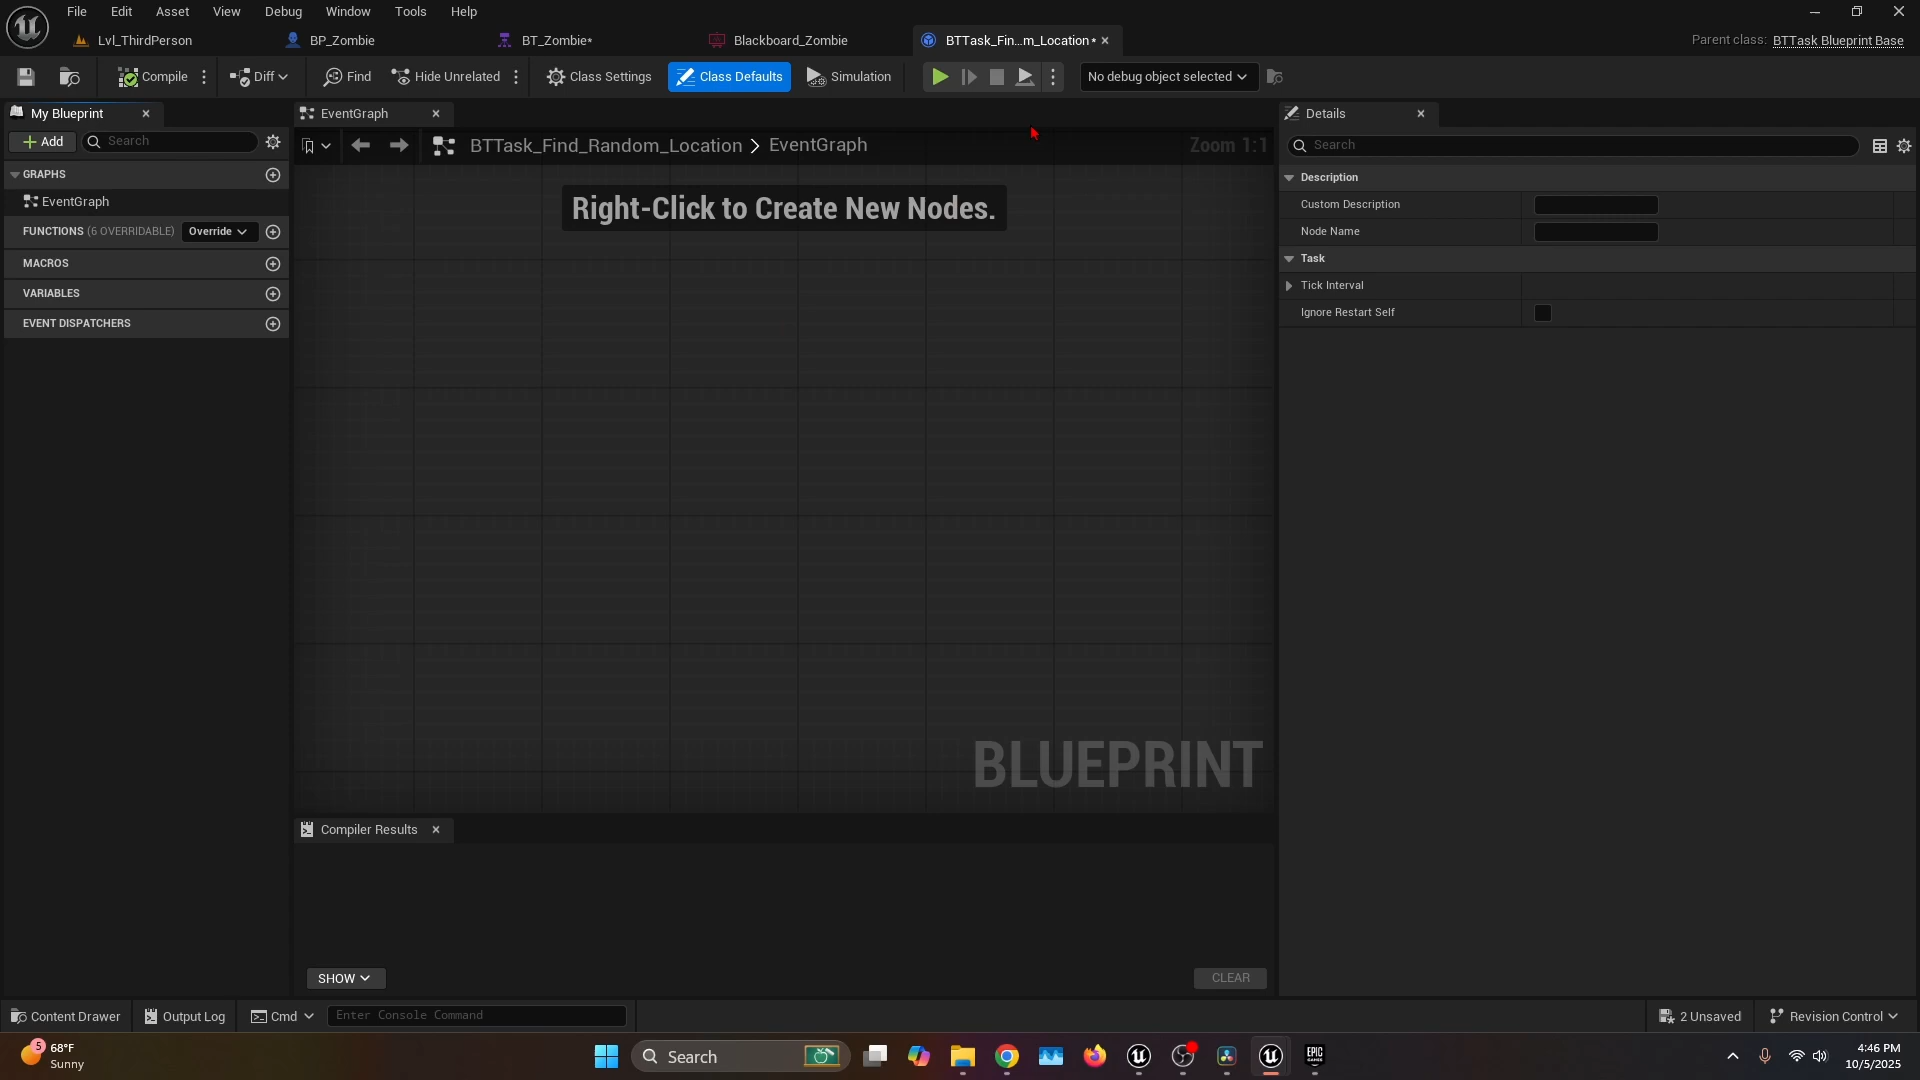 File Edit Asset View Debug Window Tools Help
Lvl_ThirdPerson BP_Zombie BT_Zombie* Blackboard_Zombie BTTask_Fin...m_Location* Parent class: BTTask Blueprint Base
Compile Diff Find Hide Unrelated Class Settings Class Defaults Simulation No debug object selected
My Blueprint EventGraph Details
Add Search BTTask_Find_Random_Location > EventGraph Zoom 1:1 Search
GRAPHS
EventGraph
FUNCTIONS (6 OVERRIDABLE) Override
MACROS
VARIABLES
EVENT DISPATCHERS
Right-Click to Create New Nodes.
BLUEPRINT
Description
Custom Description
Node Name
Task
Tick Interval
Ignore Restart Self
Compiler Results
SHOW CLEAR
Content Drawer Output Log Cmd Enter Console Command 2 Unsaved Revision Control
5 68°F
Sunny
Search
EPIC
GAMES
4:46 PM
10/5/2025